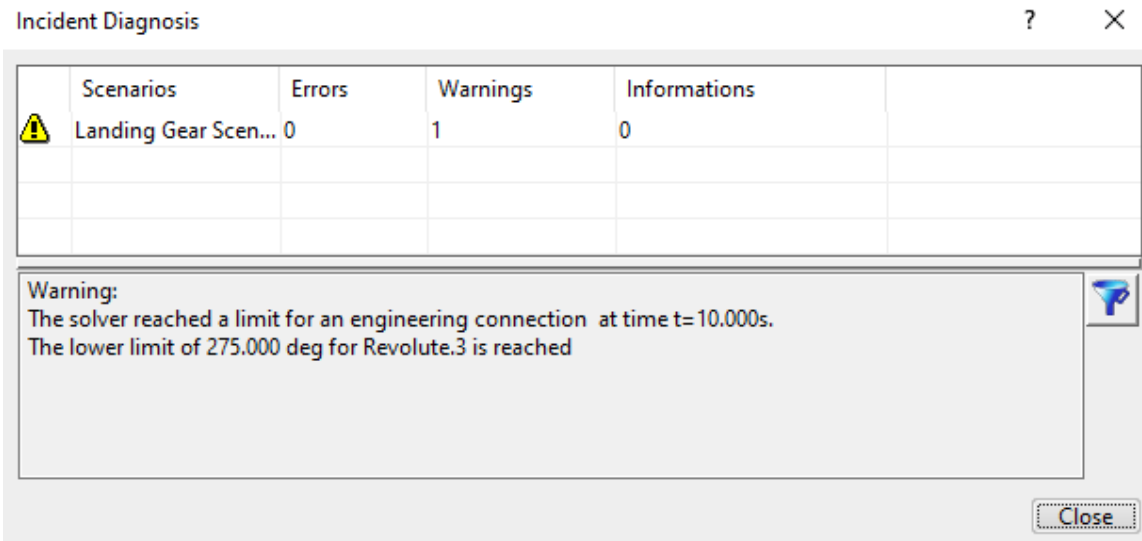 Incident Diagnosis ?
Scenarios Errors Warnings Informations
Landing Gear Scen... 0 1 0
Warning:
The solver reached a limit for an engineering connection  at time t=10.000s.
The lower limit of 275.000 deg for Revolute.3 is reached
Close